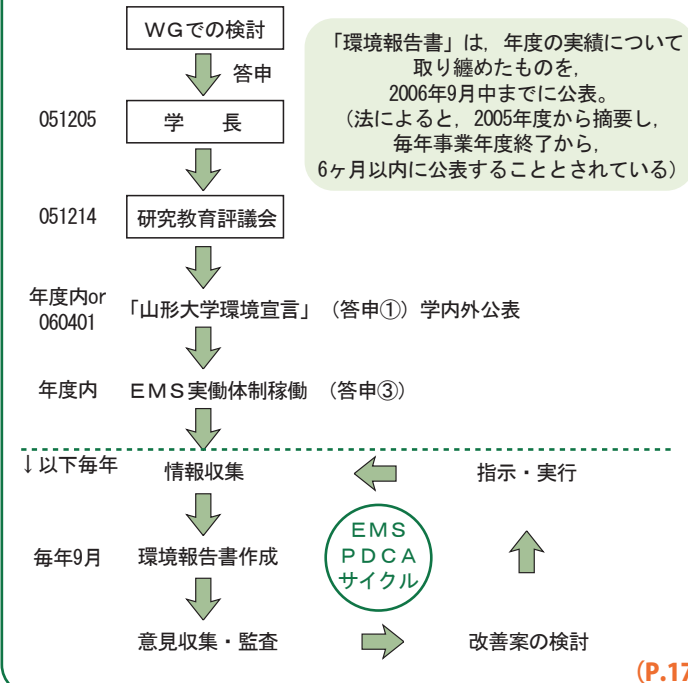 WGでの検討
答申
「環境報告書」は,年度の実績について
取り纏めたものを,
2006年9月中までに公表。
(法によると,2005年度から摘要し,
毎年事業年度終了から,
6ヶ月以内に公表することとされている)
051205 学 長
051214 研究教育評議会
年度内or
060401
「山形大学環境宣言」(答申①)学内外公表
年度内 EMS実働体制稼働 (答申③)
↓以下毎年 情報収集 指示・実行
毎年9月 環境報告書作成
EMS
PDCA
サイクル
意見収集・監査 改善案の検討
(P.17